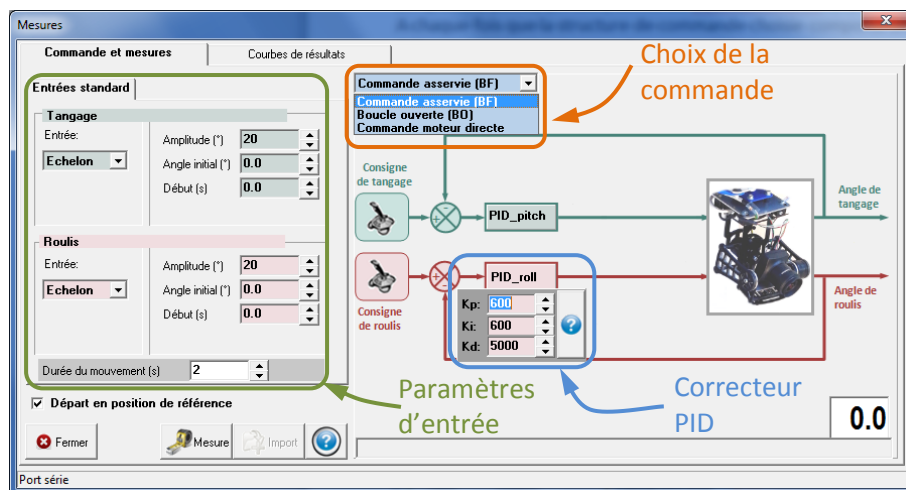 Mesures
Commande et mesures
Courbes de résultats
Choix de la
commande
Entrées standard
Commande asservie (BF)
Commande asservie (BF)
Boucle ouverte (BO)
Commande moteur directe
Tangage
Entrée:
Echelon
Amplitude (°) 20
Angle initial (°) 0.0
Début (s) 0.0
Consigne
de tangage
PID_pitch
Angle de
tangage
Roulis
Entrée:
Echelon
Amplitude (°) 20
Angle initial (°) 0.0
Début (s) 0.0
Consigne
de roulis
PID_roll
Kp: 600
Ki: 600
Kd: 5000
Angle de
roulis
Durée du mouvement (s) 2
Paramètres
d'entrée
Correcteur
PID
Départ en position de référence
0.0
Fermer
Mesure
Import
Port série